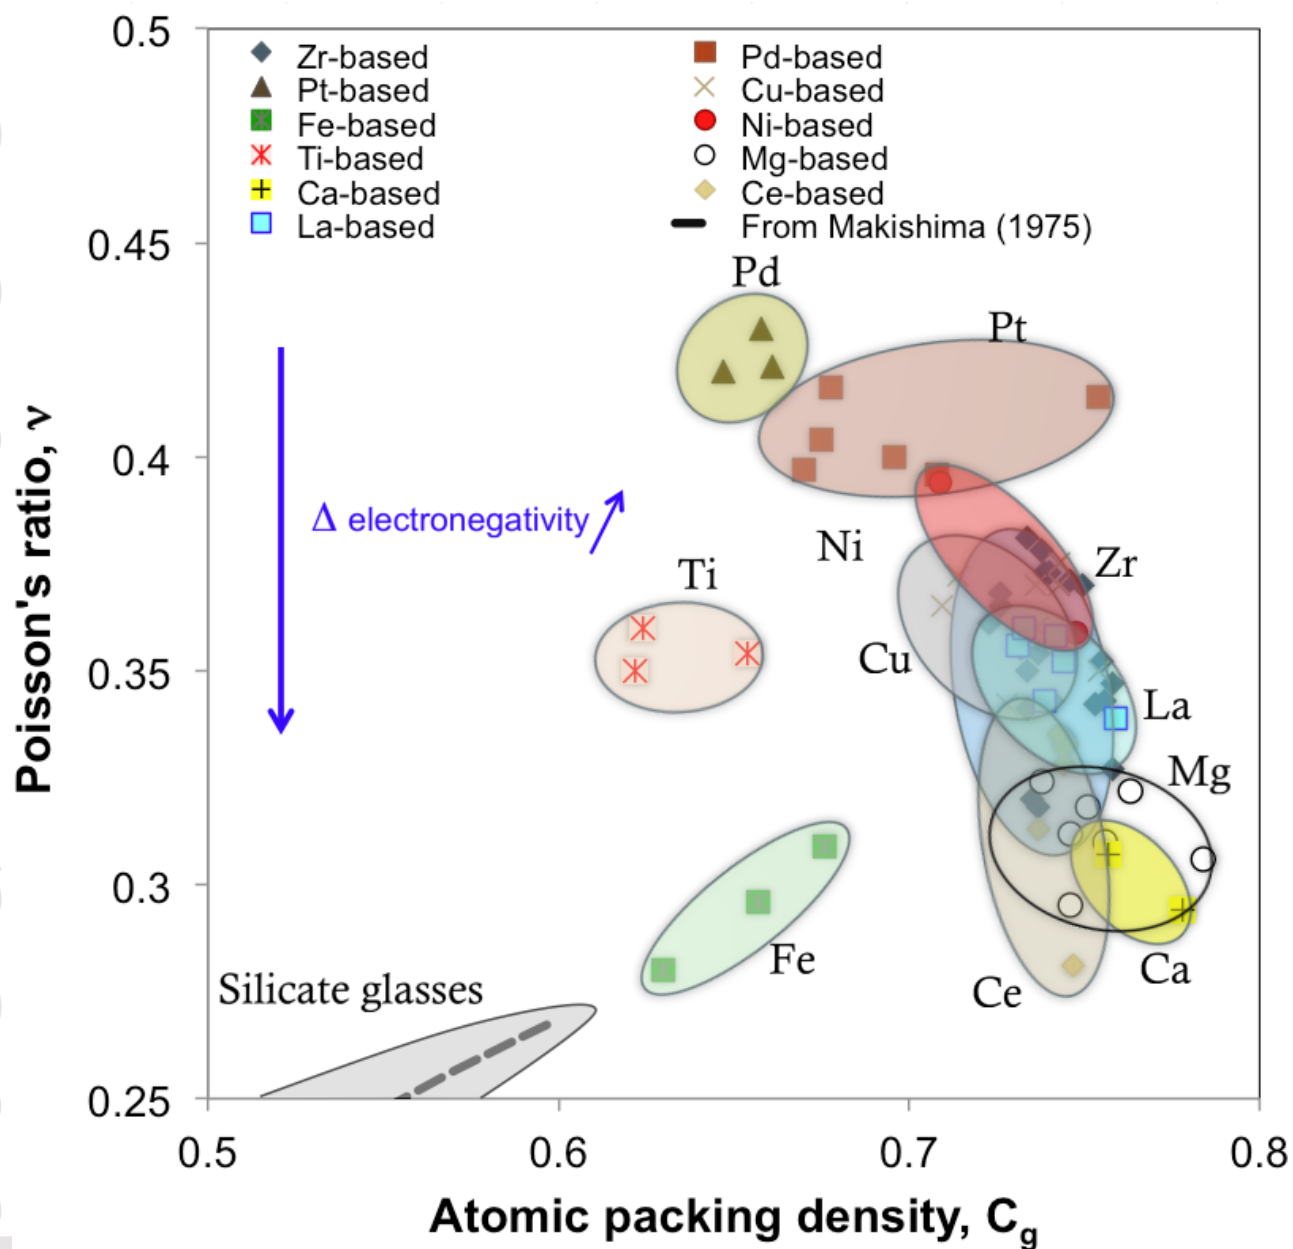 0.5
Zr-based
Pd-based
Pt-based
Cu-based
Fe-based
Ni-based
Ti-based
Mg-based
Ca-based
Ce-based
La-based
From Makishima (1975)
0.45
Pd
Pt
0.4
Δ electronegativity
Ni
Zr
Ti
Cu
0.35
La
Mg
0.3
Fe
Ca
Ce
Silicate glasses
0.25
0.5 0.6 0.7 0.8
Atomic packing density, Cg
Poisson's ratio, ν